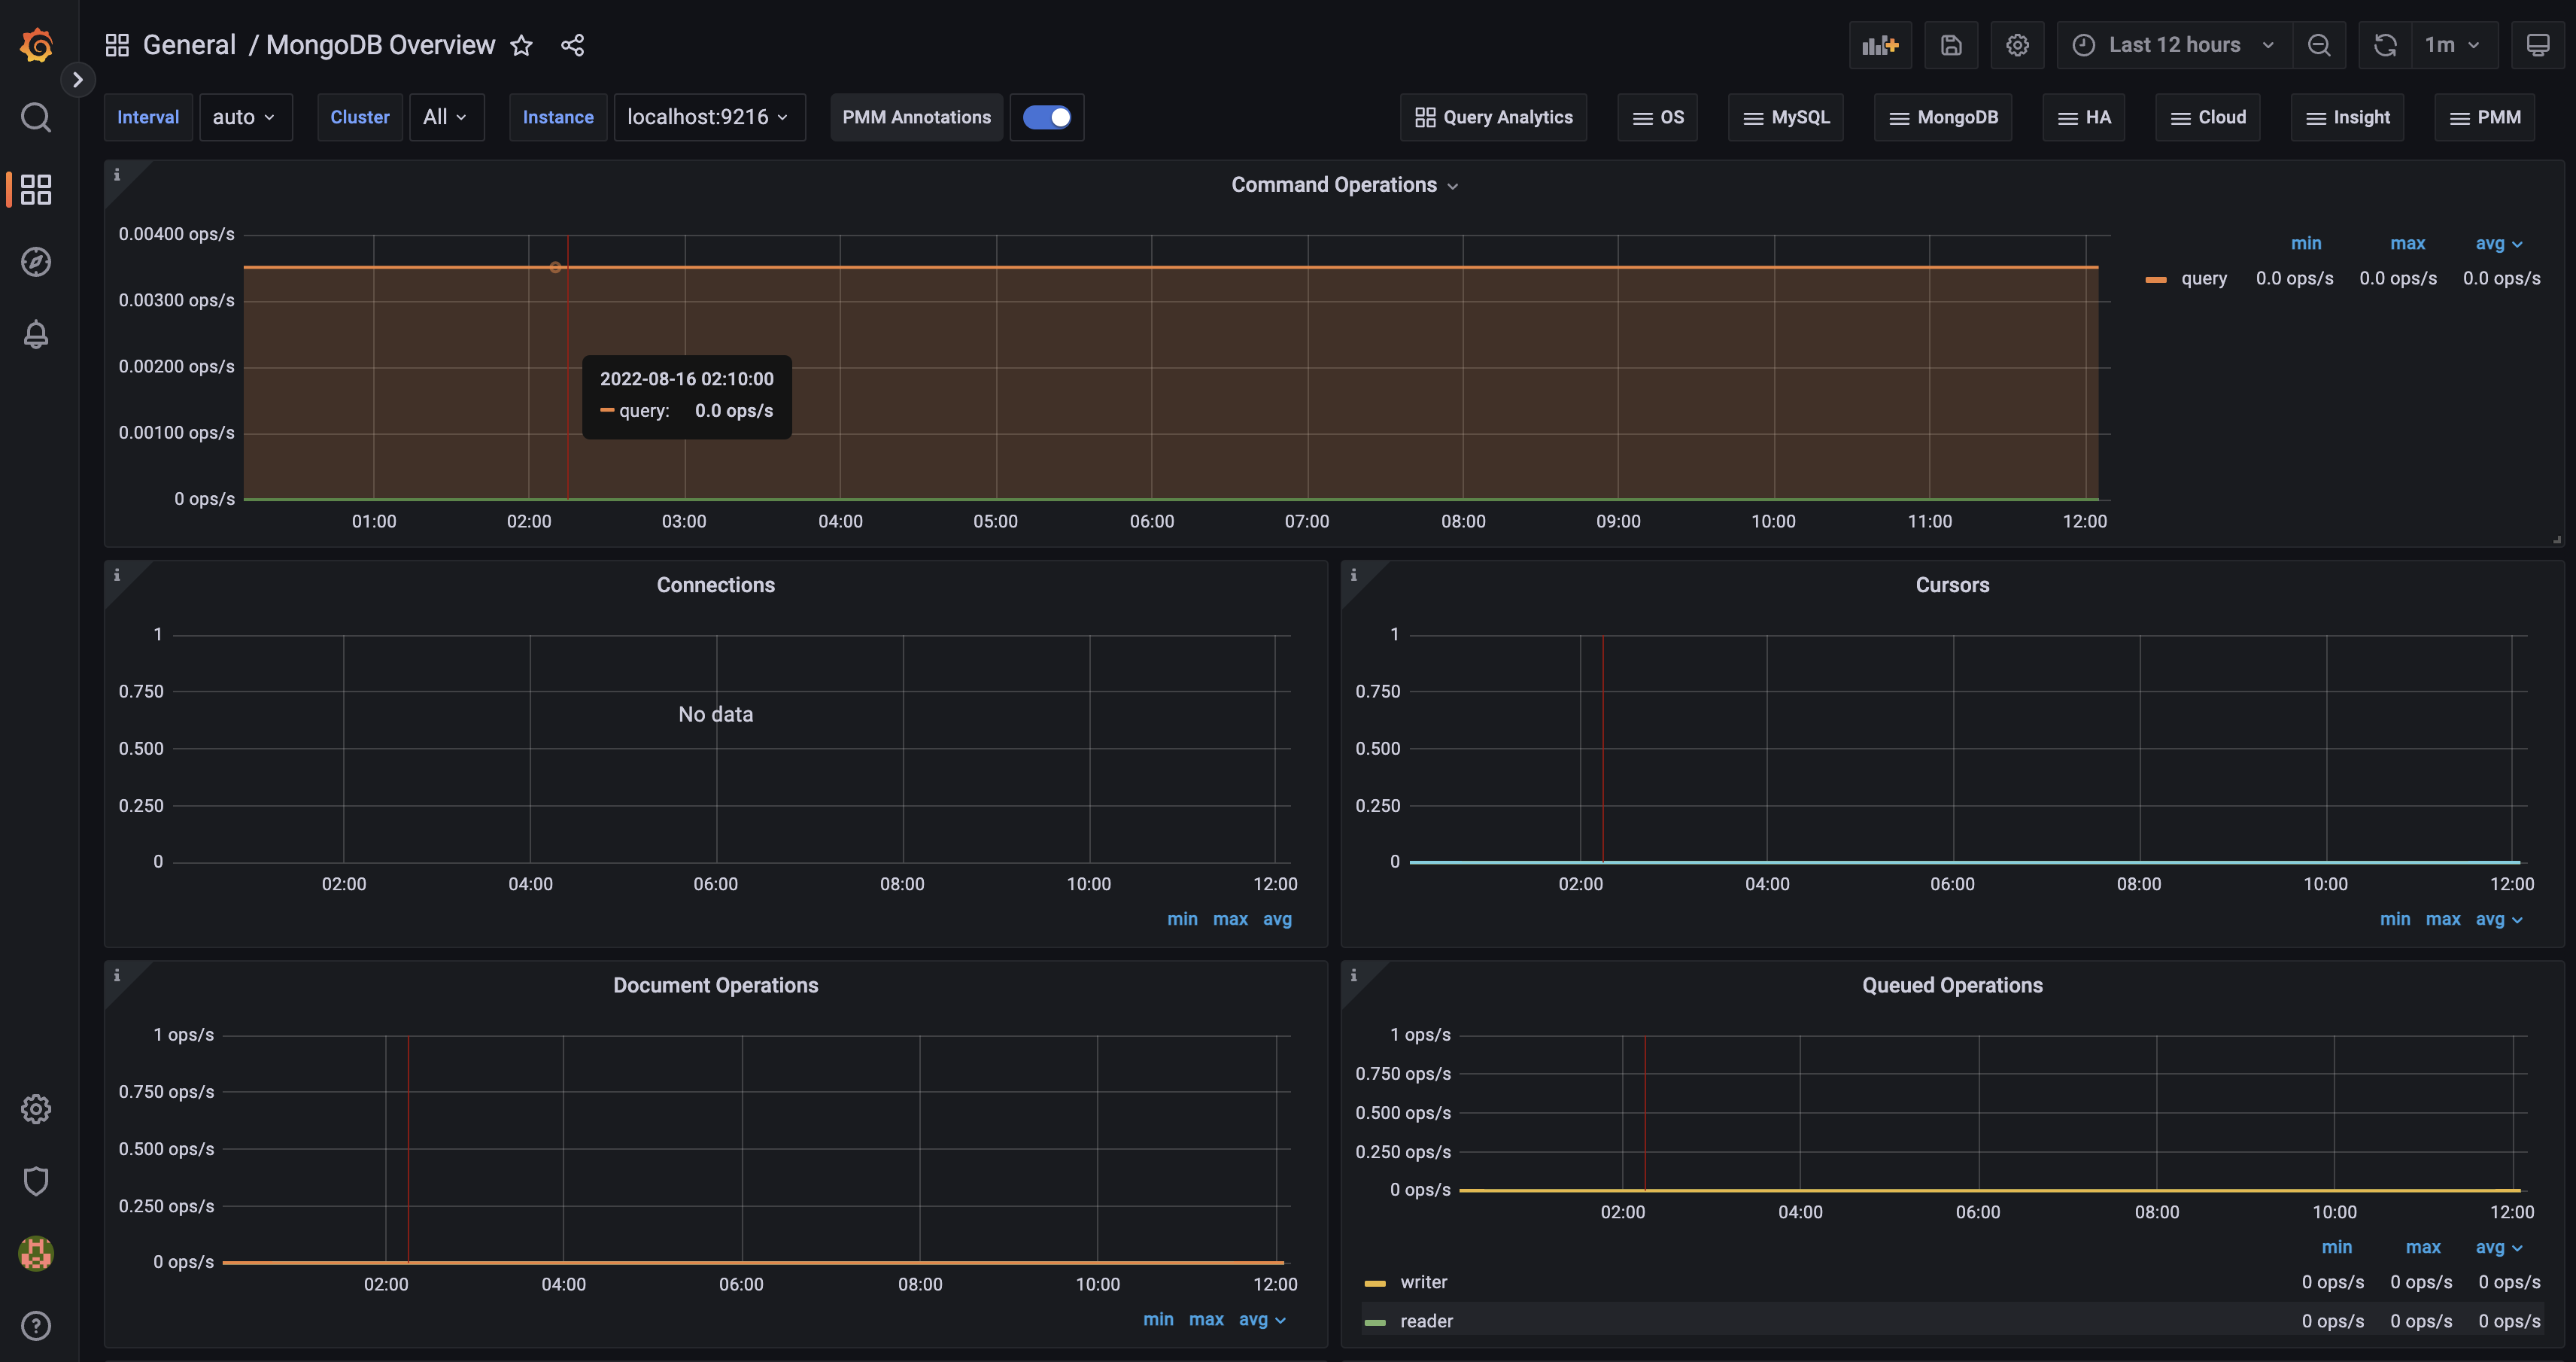 General / MongoDB Overview
Last 12 hours
1m
Interval auto Cluster All Instance localhost:9216 PMM Annotations
Query Analytics OS MySQL MongoDB HA Cloud Insight PMM
Command Operations
0.00400 ops/s
0.00300 ops/s
0.00200 ops/s
0.00100 ops/s
0 ops/s
01:00 02:00 03:00 04:00 05:00 06:00 07:00 08:00 09:00 10:00 11:00 12:00
2022-08-16 02:10:00
query: 0.0 ops/s
min max avg
query 0.0 ops/s 0.0 ops/s 0.0 ops/s
Connections
1
0.750
0.500
0.250
0
No data
02:00 04:00 06:00 08:00 10:00 12:00
min max avg
Cursors
1
0.750
0.500
0.250
0
02:00 04:00 06:00 08:00 10:00 12:00
min max avg
Document Operations
1 ops/s
0.750 ops/s
0.500 ops/s
0.250 ops/s
0 ops/s
02:00 04:00 06:00 08:00 10:00 12:00
min max avg
Queued Operations
1 ops/s
0.750 ops/s
0.500 ops/s
0.250 ops/s
0 ops/s
02:00 04:00 06:00 08:00 10:00 12:00
min max avg
writer 0 ops/s 0 ops/s 0 ops/s
reader 0 ops/s 0 ops/s 0 ops/s